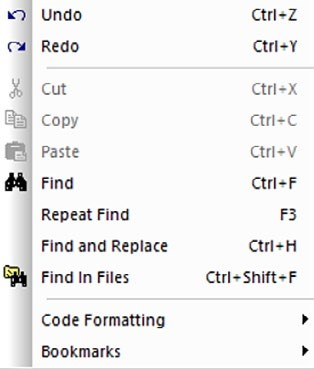 Undo Ctrl+Z
Redo Ctrl+Y
Cut Ctrl+X
Copy Ctrl+C
Paste Ctrl+V
Find Ctrl+F
Repeat Find F3
Find and Replace Ctrl+H
Find In Files Ctrl+Shift+F
Code Formatting
Bookmarks